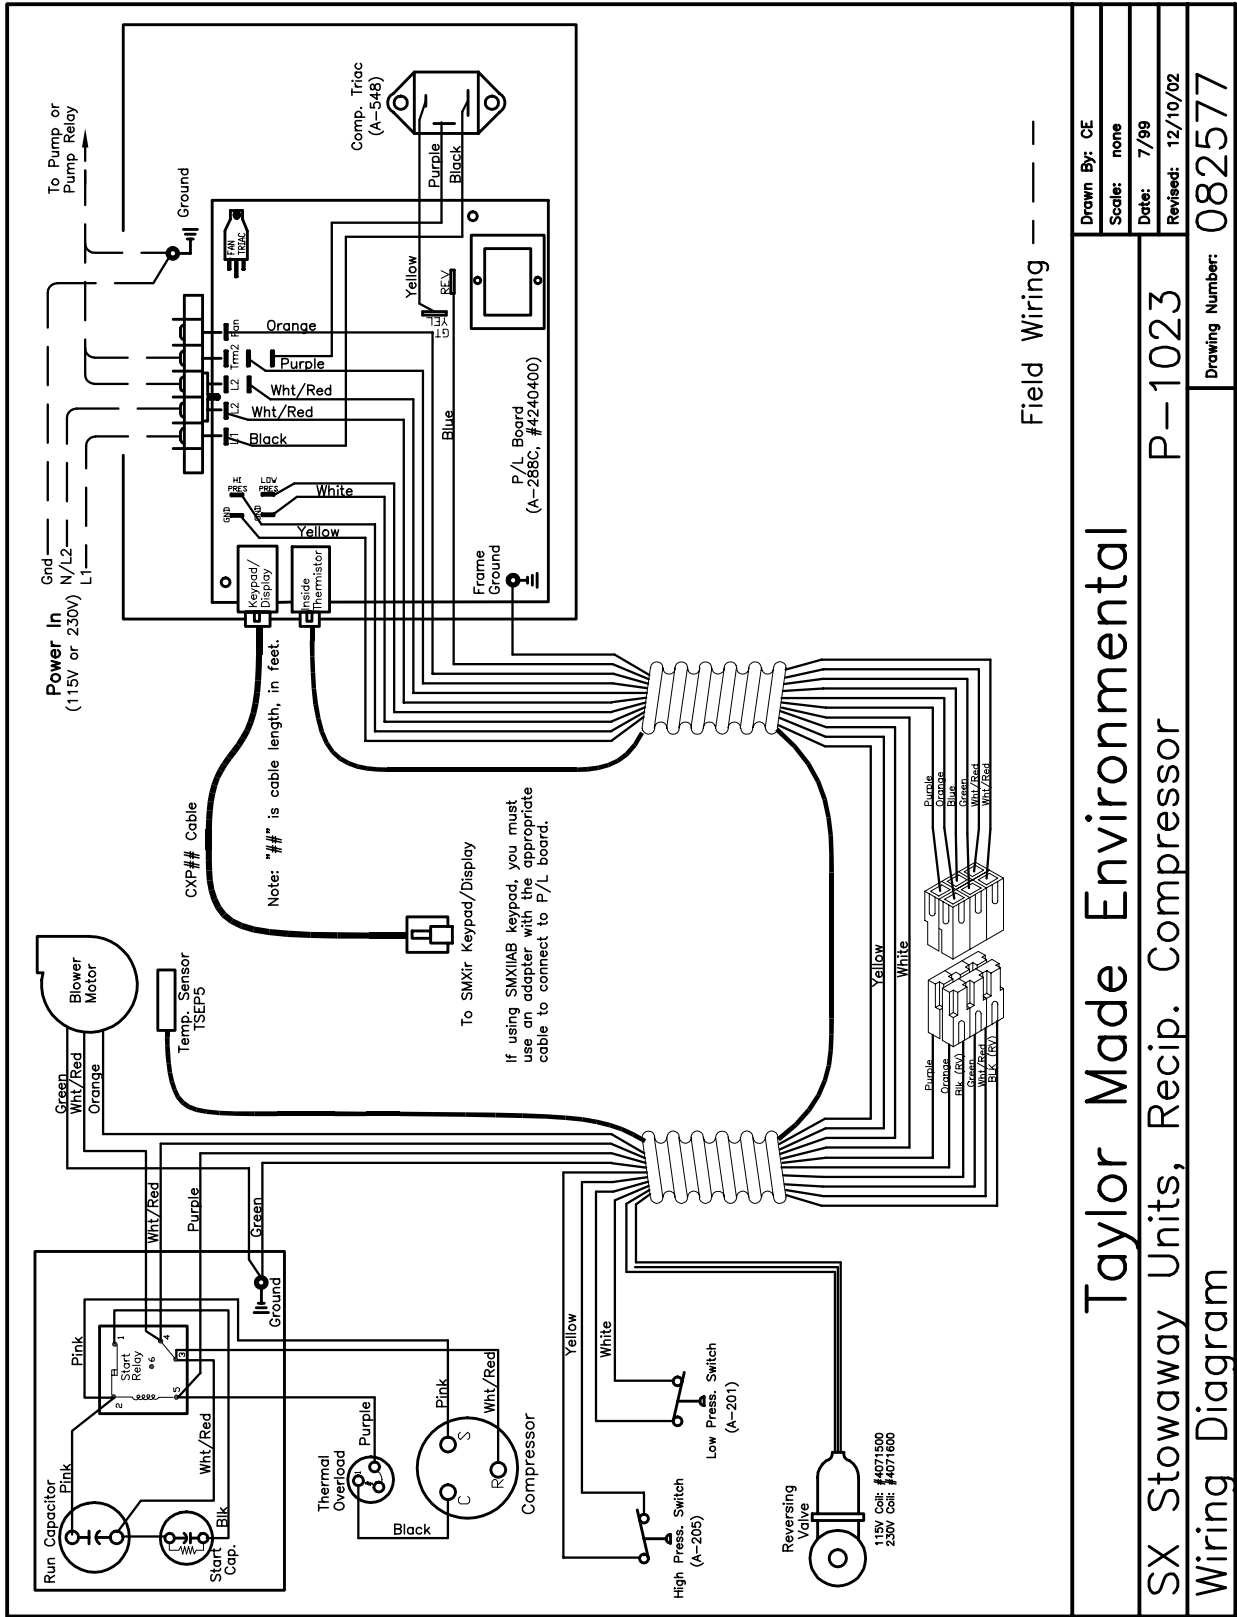 Taylor Made Environmental
SX Stowaway Units, Recip. Compressor
P-1023
Wiring Diagram
Drawn By: CE
Scale: none
Date: 7/99
Revised: 12/10/02
Drawing Number: 082577
Field Wiring
Run Capacitor
Pink
Start
Cap.
Blk
Wht/Red
Pink
Start
Relay
1
2
3
4
5
6
Wht/Red
Purple
Green
Ground
Thermal
Overload
Purple
Black
Pink
Wht/Red
C
S
R
Compressor
Yellow
White
High Press. Switch
(A-205)
Low Press. Switch
(A-201)
Reversing
Valve
115V Coil: #4071500
230V Coil: #4071600
Blower
Motor
Green
Wht/Red
Orange
Temp. Sensor
TSEP5
CXP## Cable
Note: "##" is cable length, in feet.
To SMXir Keypad/Display
If using SMXIIAB keypad, you must
use an adapter with the appropriate
cable to connect to P/L board.
Yellow
White
Purple
Orange
Blk (RV)
Green
Wht/Red
BLK (RV)
Purple
Orange
Blue
Green
Wht/Red
Wht/Red
Power In
(115V or 230V)
Gnd
N/L2
L1
To Pump or
Pump Relay
Ground
Keypad/
Display
Inside
Thermistor
Frame
Ground
GND
HI
PRES
GND
LOW
PRES
Yellow
White
L1
L2
L2
Trm2
Fan
Black
Wht/Red
Wht/Red
Purple
Orange
Blue
FAN
TRIAC
GT
YEL
REV
Yellow
Purple
Black
P/L Board
(A-288C, #4240400)
Comp. Triac
(A-548)